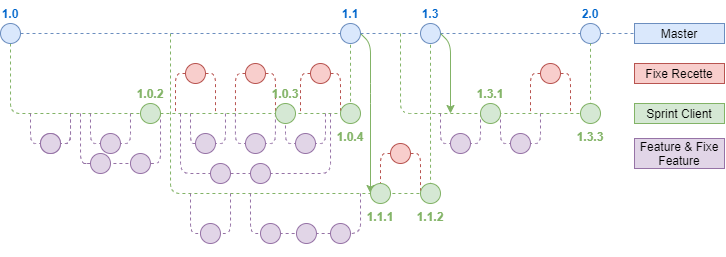 1.0
1.1
1.3
2.0
Master
Fixe Recette
1.0.2
1.0.3
1.3.1
Sprint Client
1.0.4
1.3.3
Feature & Fixe
Feature
1.1.1
1.1.2